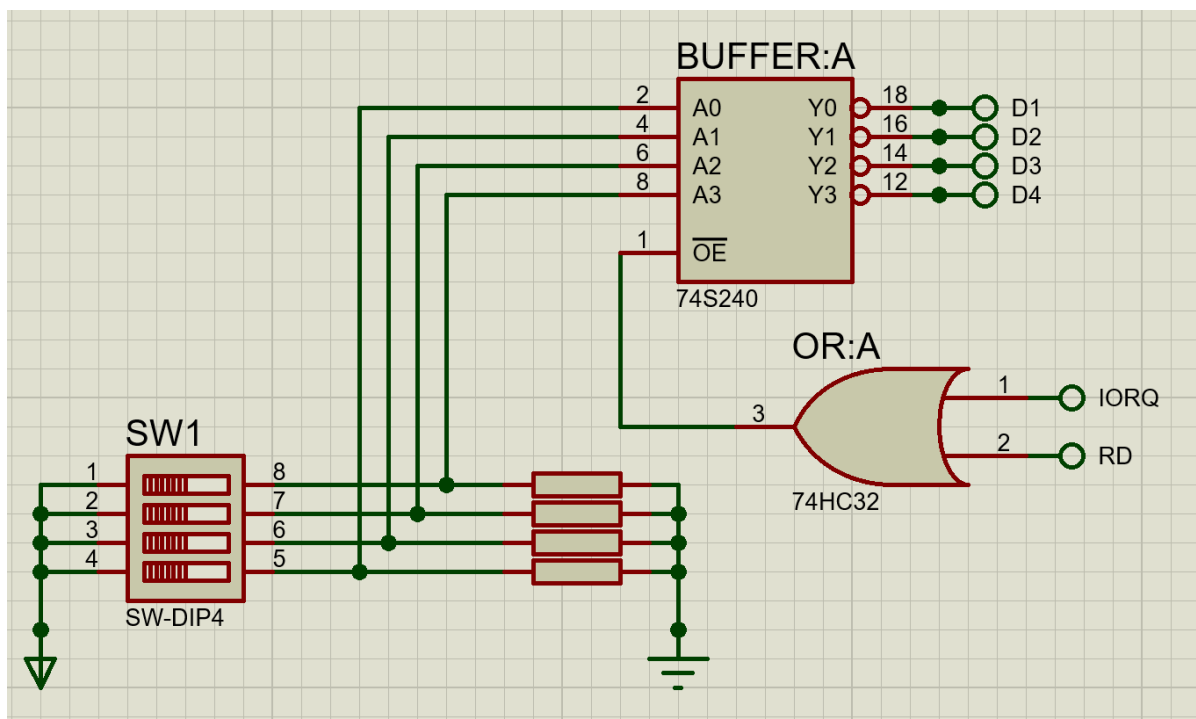 BUFFER:A
2 A0 Y0 18 D1
4 A1 Y1 16 D2
6 A2 Y2 14 D3
8 A3 Y3 12 D4
1 OE
74S240
OR:A
1 IORQ
3
2 RD
74HC32
SW1
1 8
2 7
3 6
4 5
SW-DIP4